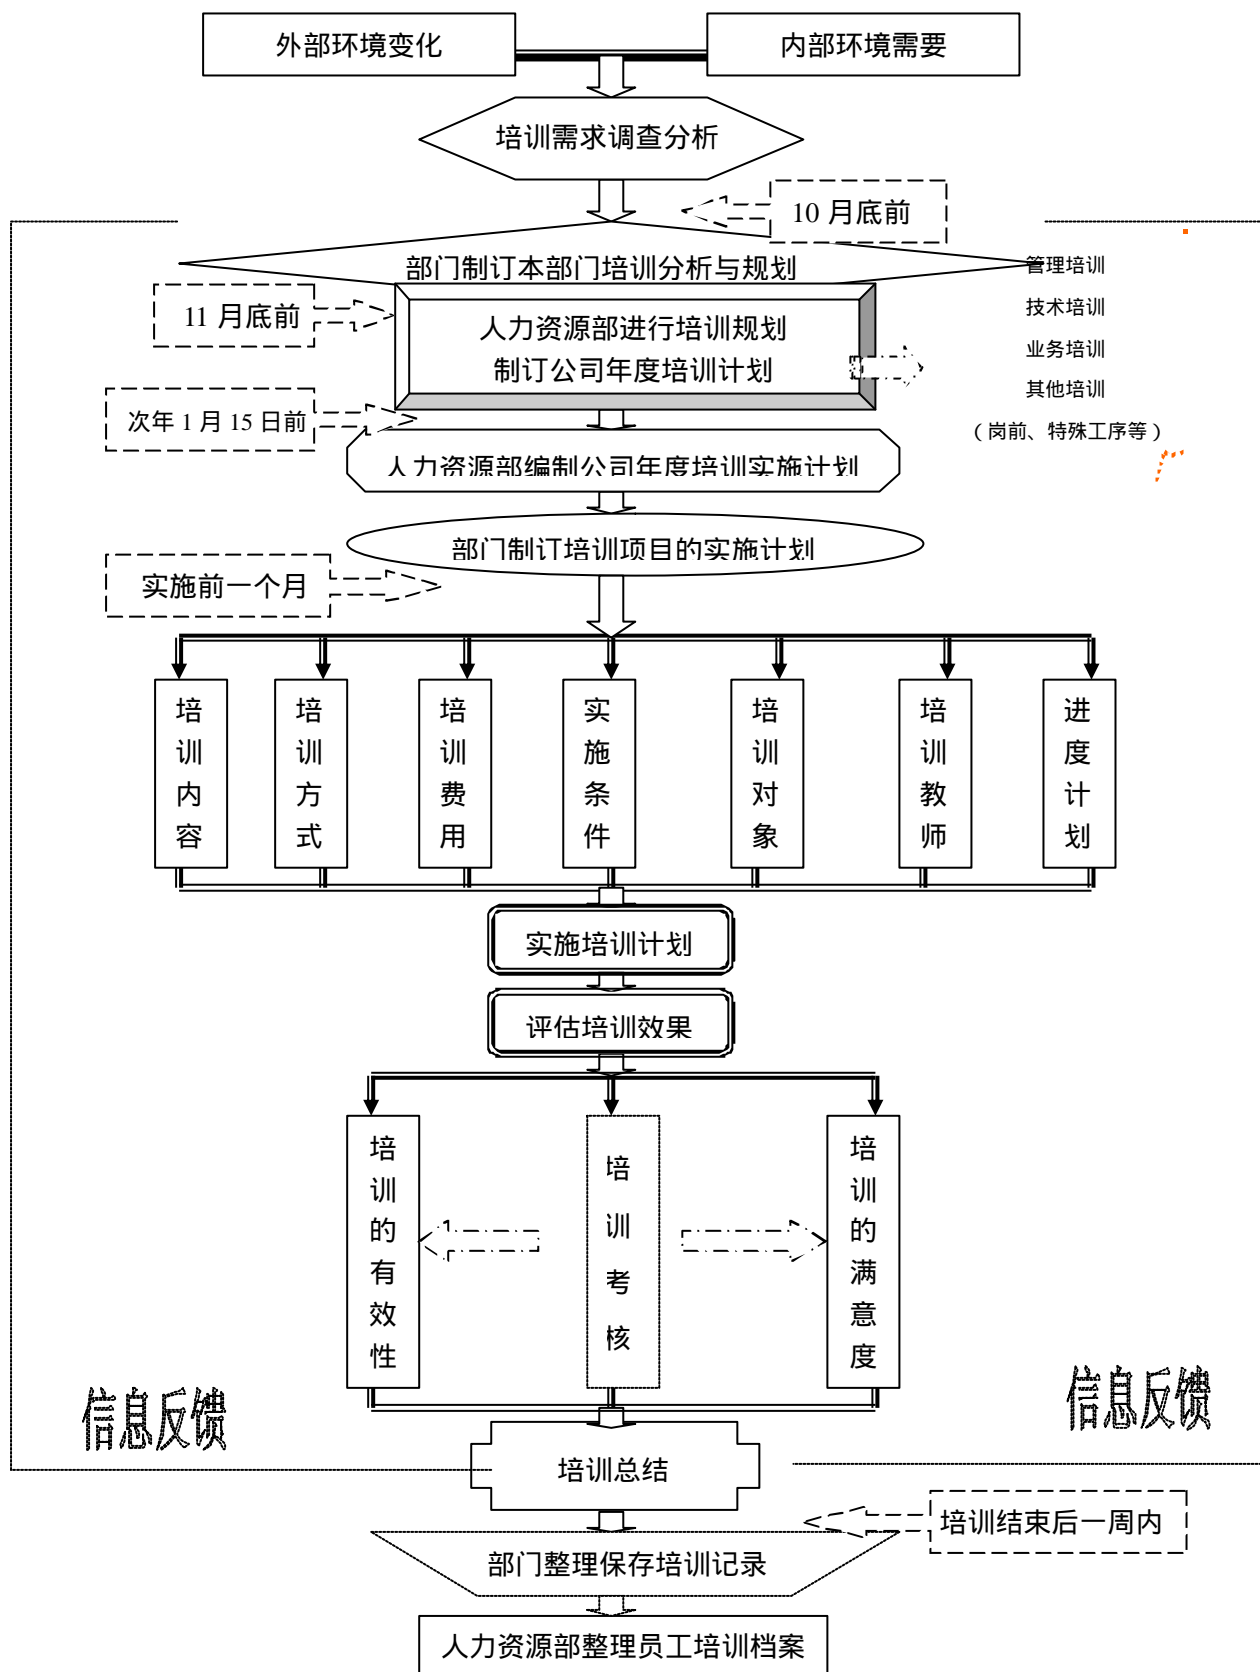 外部环境变化
内部环境需要
培训需求调查分析
10 月底前
部门制订本部门培训分析与规划
管理培训
11 月底前
人力资源部进行培训规划
制订公司年度培训计划
技术培训
业务培训
其他培训
（岗前、特殊工序等）
次年 1 月 15 日前
人力资源部编制公司年度培训实施计划
部门制订培训项目的实施计划
实施前一个月
培训内容
培训方式
培训费用
实施条件
培训对象
培训教师
进度计划
实施培训计划
评估培训效果
培训的有效性
培训考核
培训的满意度
信息反馈
信息反馈
培训总结
培训结束后一周内
部门整理保存培训记录
人力资源部整理员工培训档案